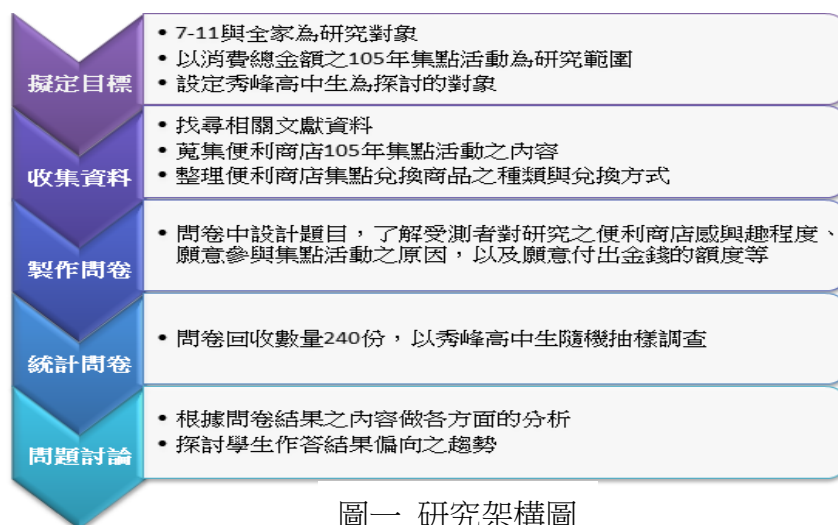 擬定目標
• 7-11與全家為研究對象
• 以消費總金額之105年集點活動為研究範圍
• 設定秀峰高中生為探討的對象
收集資料
• 找尋相關文獻資料
• 蒐集便利商店105年集點活動之內容
• 整理便利商店集點兌換商品之種類與兌換方式
製作問卷
• 問卷中設計題目，了解受測者對研究之便利商店感興趣程度、
願意參與集點活動之原因，以及願意付出金錢的額度等
統計問卷
• 問卷回收數量240份，以秀峰高中生隨機抽樣調查
問題討論
• 根據問卷結果之內容做各方面的分析
• 探討學生作答結果偏向之趨勢
圖一 研究架構圖